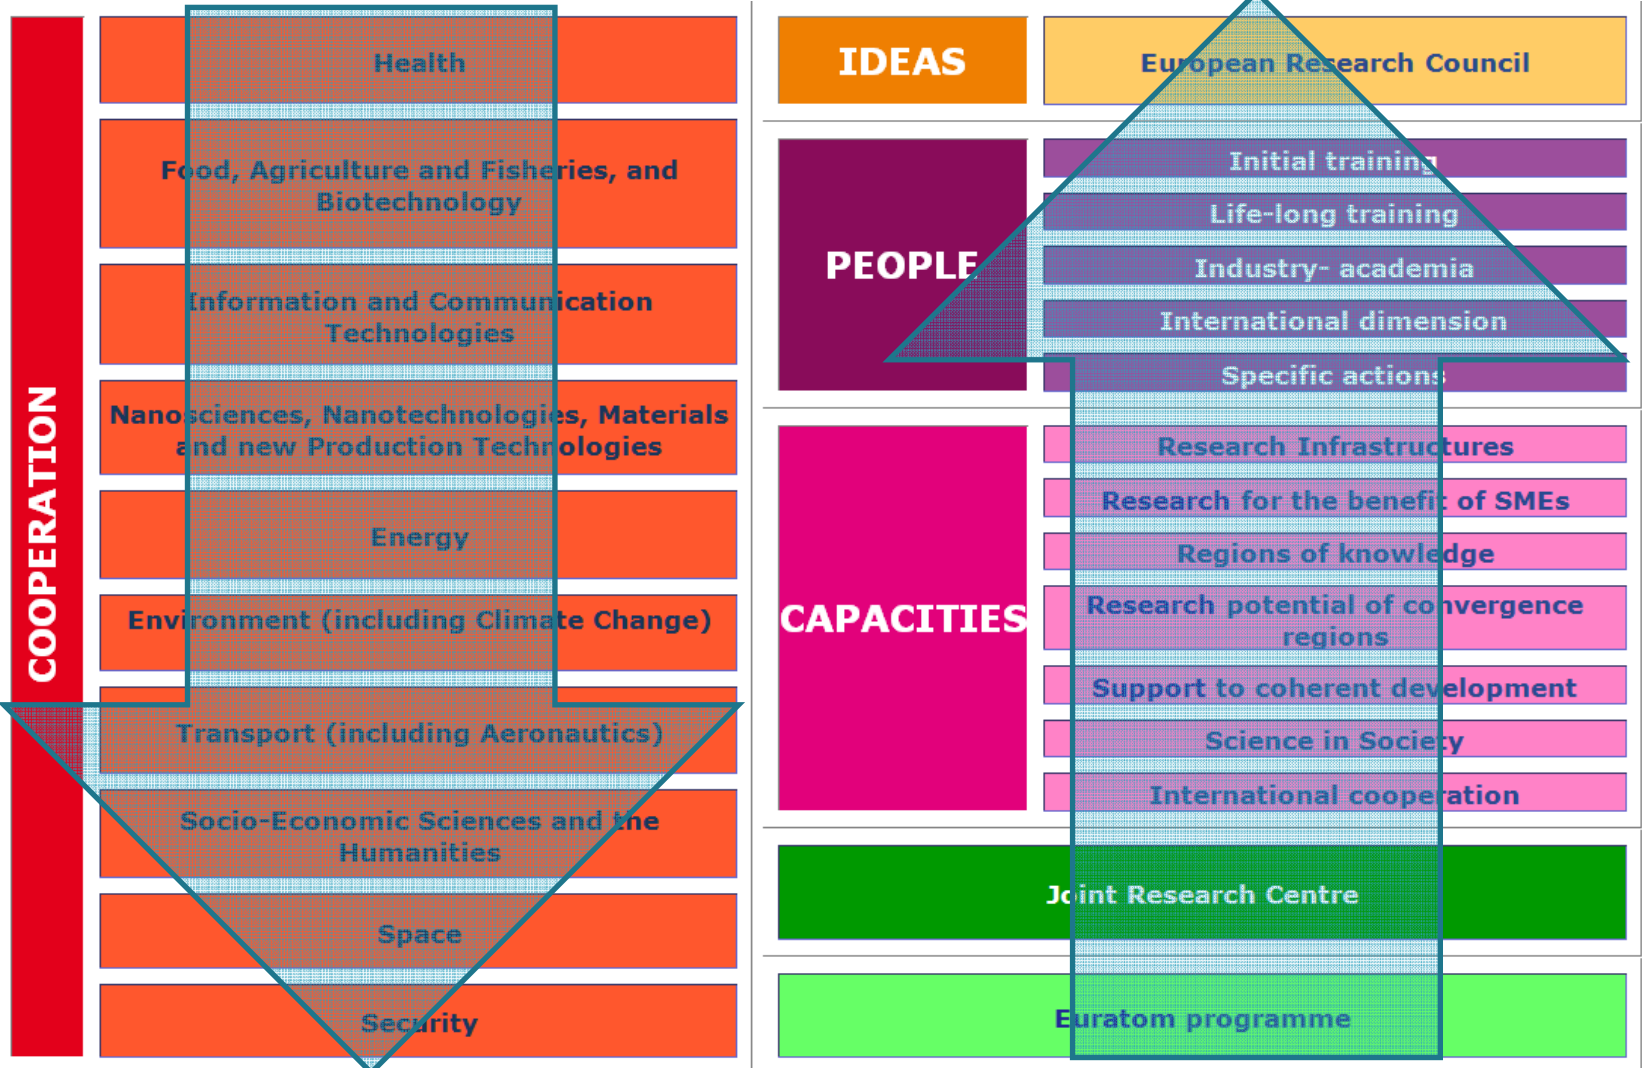 COOPERATION
Health
Food, Agriculture and Fisheries, and
Biotechnology
Information and Communication
Technologies
Nanosciences, Nanotechnologies, Materials
and new Production Technologies
Energy
Environment (including Climate Change)
Transport (including Aeronautics)
Socio-Economic Sciences and the
Humanities
Space
Security
IDEAS
European Research Council
PEOPLE
Initial training
Life-long training
Industry- academia
International dimension
Specific actions
CAPACITIES
Research Infrastructures
Research for the benefit of SMEs
Regions of knowledge
Research potential of convergence
regions
Support to coherent development
Science in Society
International cooperation
Joint Research Centre
Euratom programme